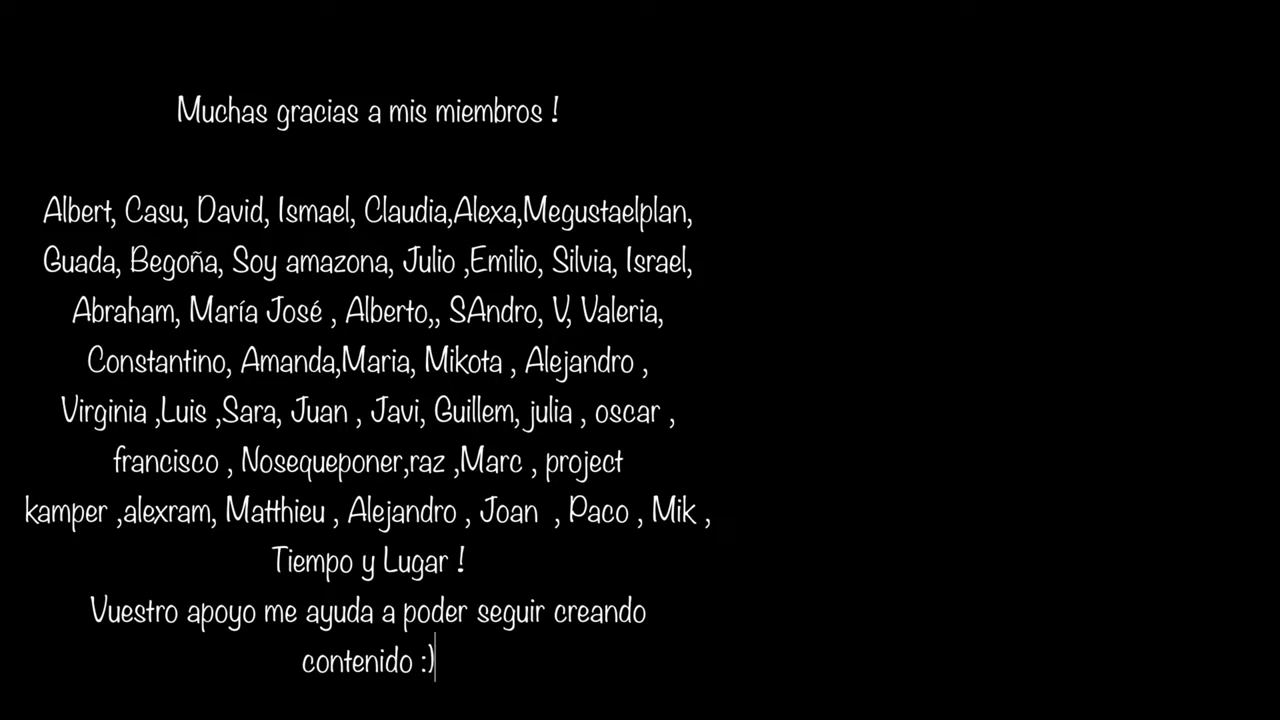 Muchas gracias a mis miembros !
Albert, Casu, David, Ismael, Claudia,Alexa,Megustaelplan,
Guada, Begoña, Soy amazona, Julio ,Emilio, Silvia, Israel,
Abraham, María José , Alberto,, SAndro, V, Valeria,
Constantino, Amanda,Maria, Mikota , Alejandro ,
Virginia ,Luis ,Sara, Juan , Javi, Guillem, julia , oscar ,
francisco , Nosequeponer,raz ,Marc , project
kamper ,alexram, Matthieu , Alejandro , Joan  , Paco , Mik ,
Tiempo y Lugar !
Vuestro apoyo me ayuda a poder seguir creando
contenido :)